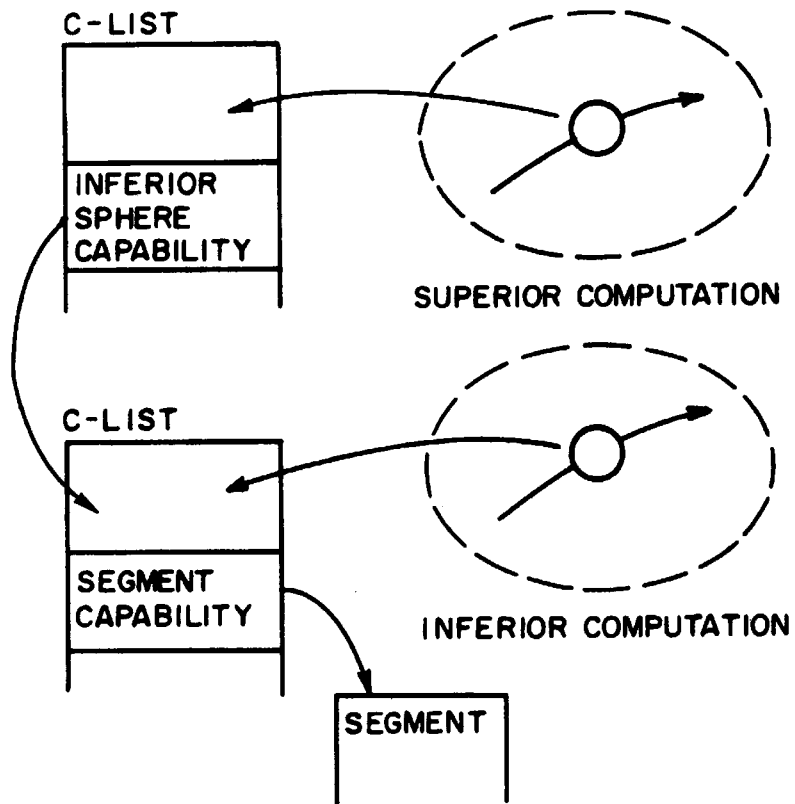 C-LIST
INFERIOR
SPHERE
CAPABILITY
SUPERIOR COMPUTATION
C-LIST
SEGMENT
CAPABILITY
INFERIOR COMPUTATION
SEGMENT